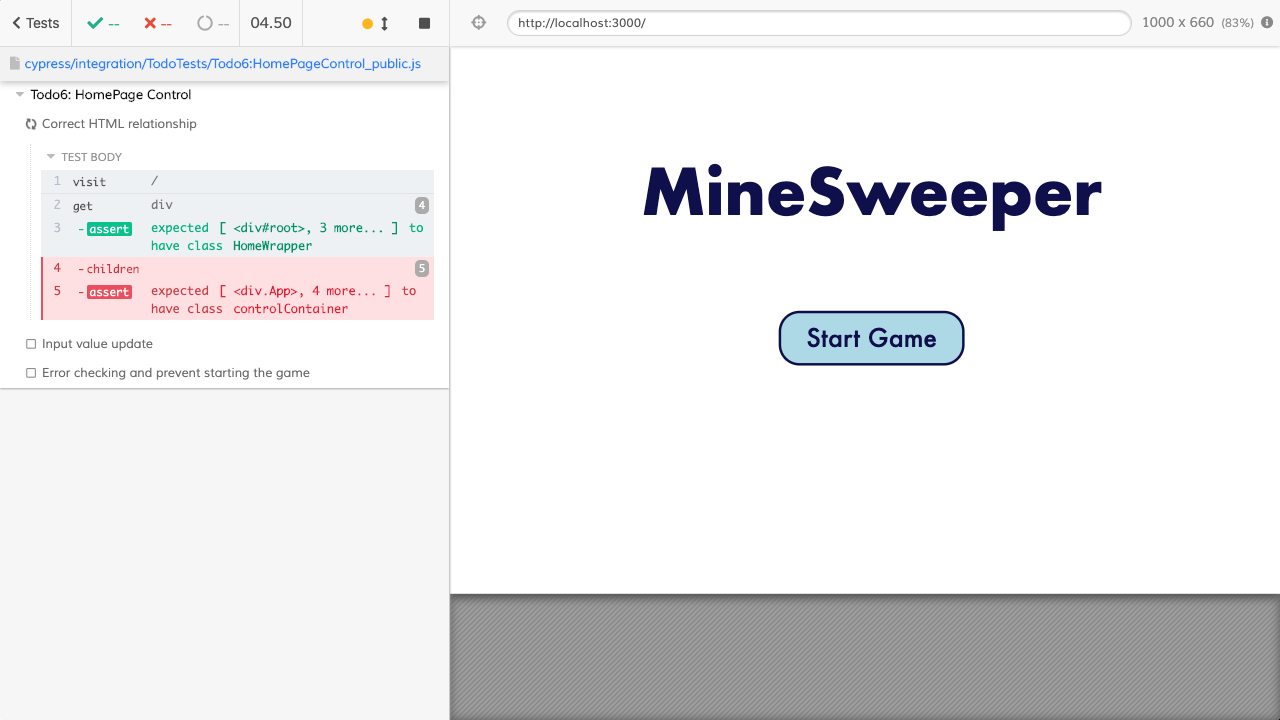 Tests -- -- -- 04.50
http://localhost:3000/ 1000 x 660 (83%)
cypress/integration/TodoTests/Todo6:HomePageControl_public.js
Todo6: HomePage Control
Correct HTML relationship
TEST BODY
1 visit /
2 get div 4
3 -assert expected [ <div#root>, 3 more... ] to
have class HomeWrapper
4 -children 5
5 -assert expected [ <div.App>, 4 more... ] to
have class controlContainer
Input value update
Error checking and prevent starting the game
MineSweeper
Start Game